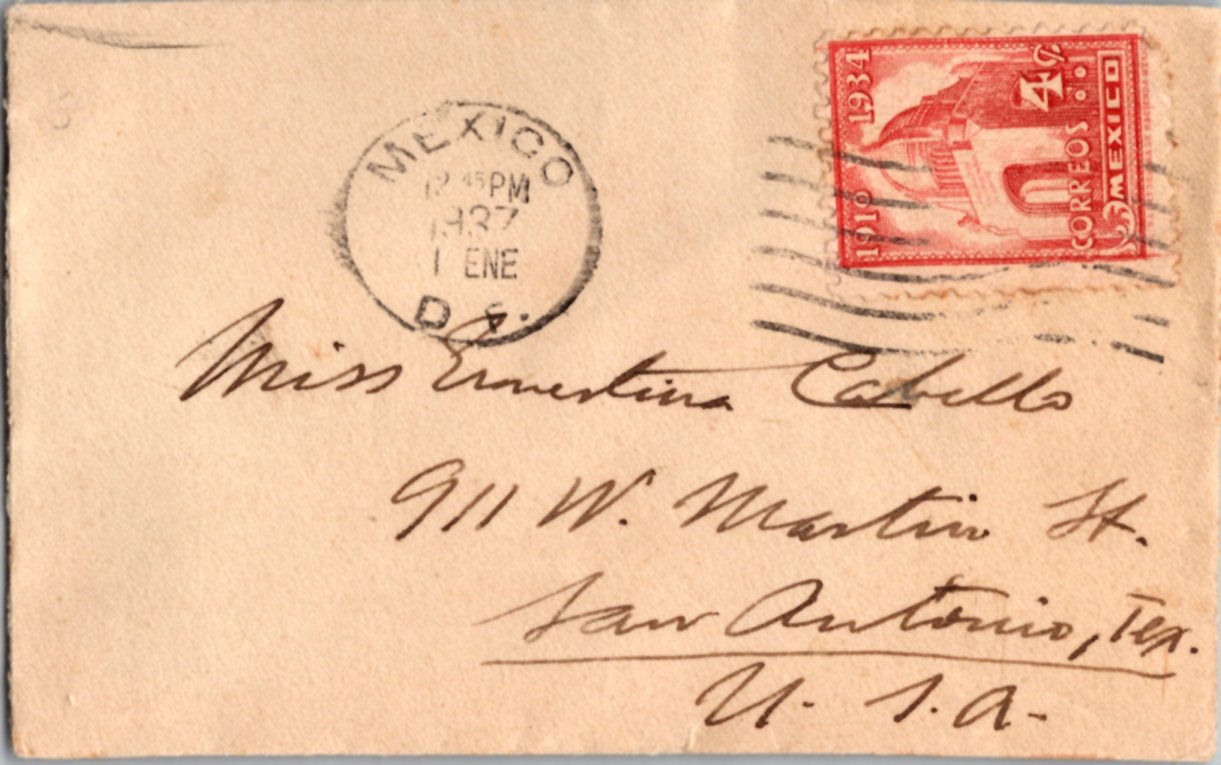 MEXICO
12 45 PM
1937
1 ENE
D. F.
1910 1934
4 ¢
CORREOS
MEXICO
Miss Ernestina Cabello
911 W. Martin St.
San Antonio, Tex.
U. S. A.